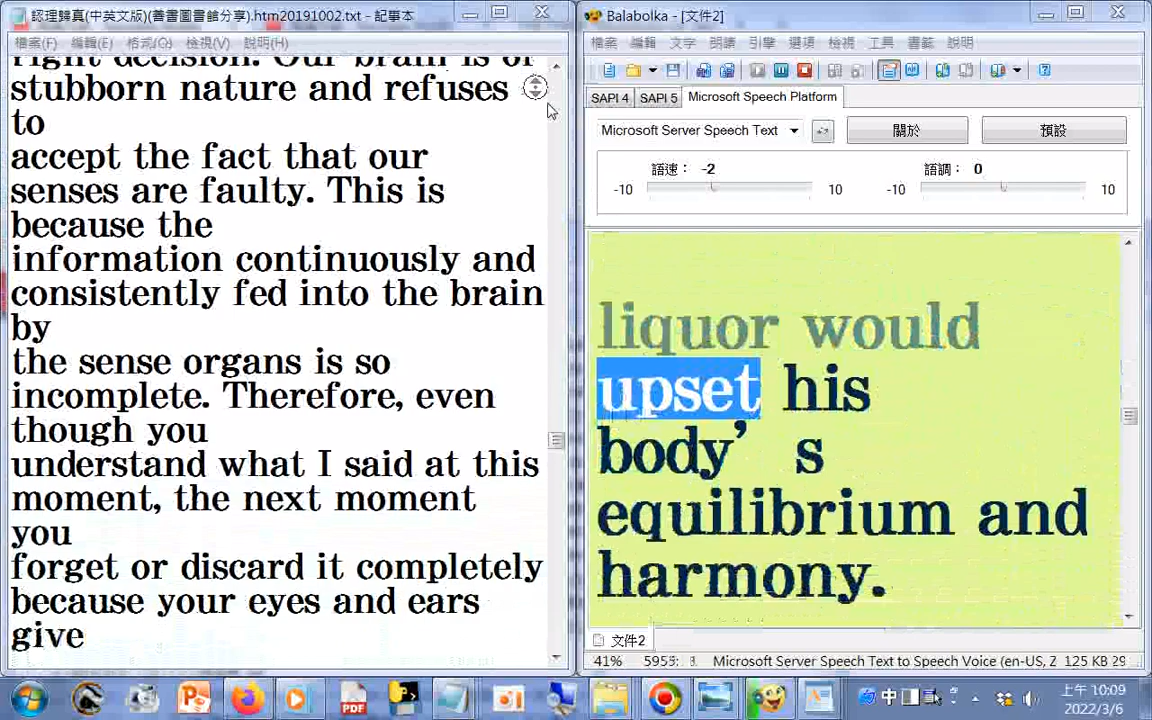 認理歸真(中英文版)(善書圖書館分享).htm20191002.txt - 記事本
檔案(F) 編輯(E) 格式(O) 檢視(V) 說明(H)
right decision. Our brain is of
stubborn nature and refuses
to
accept the fact that our
senses are faulty. This is
because the
information continuously and
consistently fed into the brain
by
the sense organs is so
incomplete. Therefore, even
though you
understand what I said at this
moment, the next moment
you
forget or discard it completely
because your eyes and ears
give
Balabolka - [文件2]
檔案 編輯 文字 朗讀 引擎 選項 檢視 工具 書籤 說明
SAPI 4 SAPI 5 Microsoft Speech Platform
Microsoft Server Speech Text 關於 預設
語速： -2 語調： 0
-10 10 -10 10
liquor would
upset his
body’ s
equilibrium and
harmony.
文件2
41% Microsoft Server Speech Text to Speech Voice (en-US, Z 125 KB
PDF 中 上午 10:09
2022/3/6